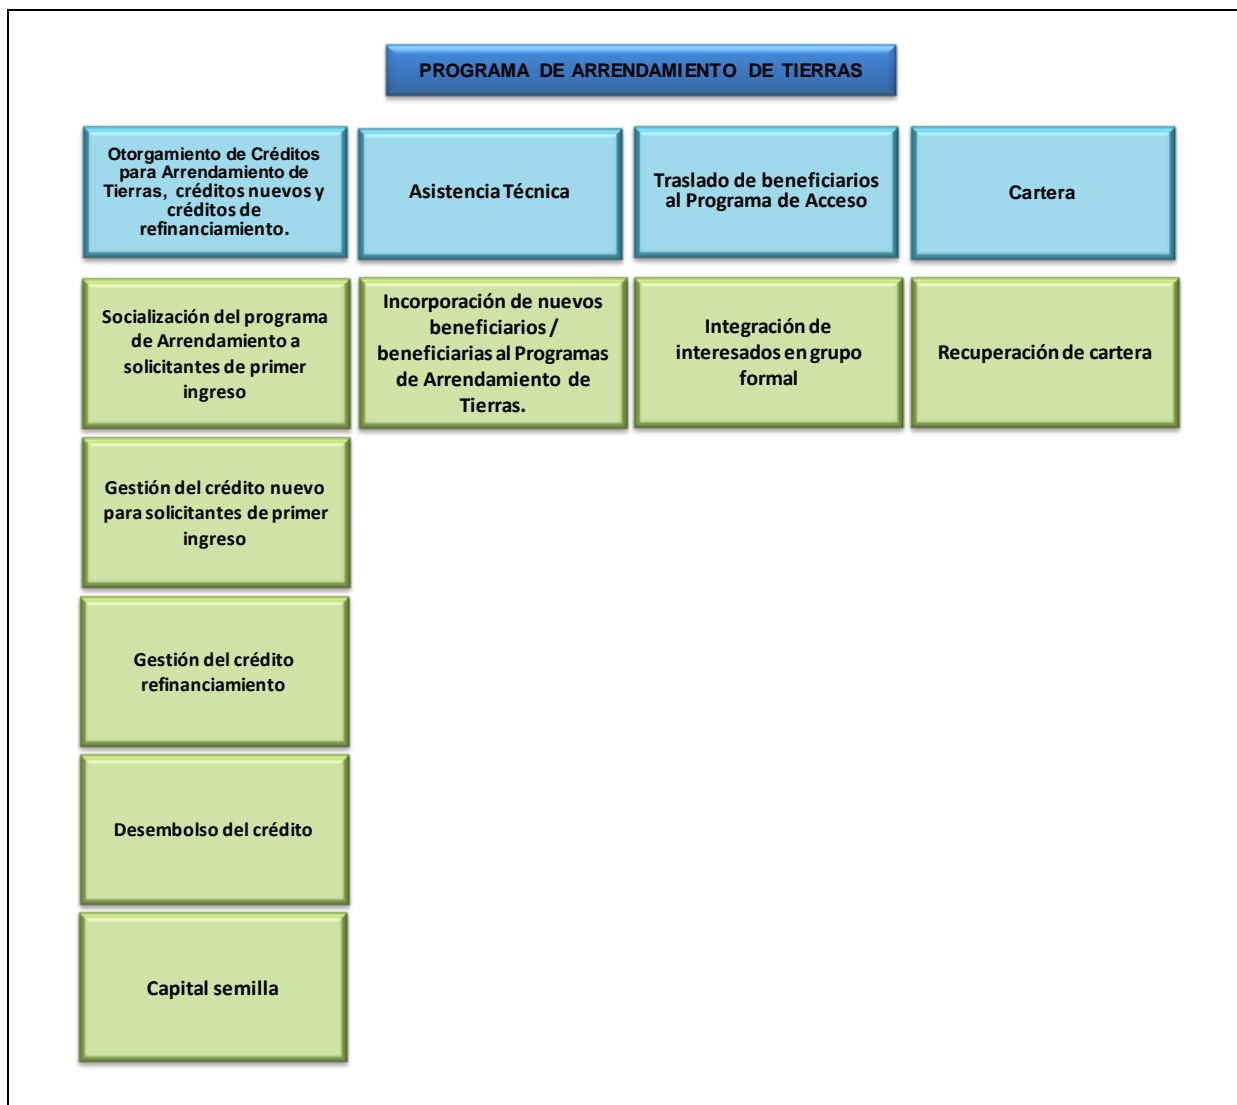 PROGRAMA DE ARRENDAMIENTO DE TIERRAS
Otorgamiento de Créditos
para Arrendamiento de
Tierras, créditos nuevos y
créditos de
refinanciamiento.
Asistencia Técnica
Traslado de beneficiarios
al Programa de Acceso
Cartera
Socialización del programa
de Arrendamiento a
solicitantes de primer
ingreso
Incorporación de nuevos
beneficiarios /
beneficiarias al Programas
de Arrendamiento de
Tierras.
Integración de
interesados en grupo
formal
Recuperación de cartera
Gestión del crédito nuevo
para solicitantes de primer
ingreso
Gestión del crédito
refinanciamiento
Desembolso del crédito
Capital semilla